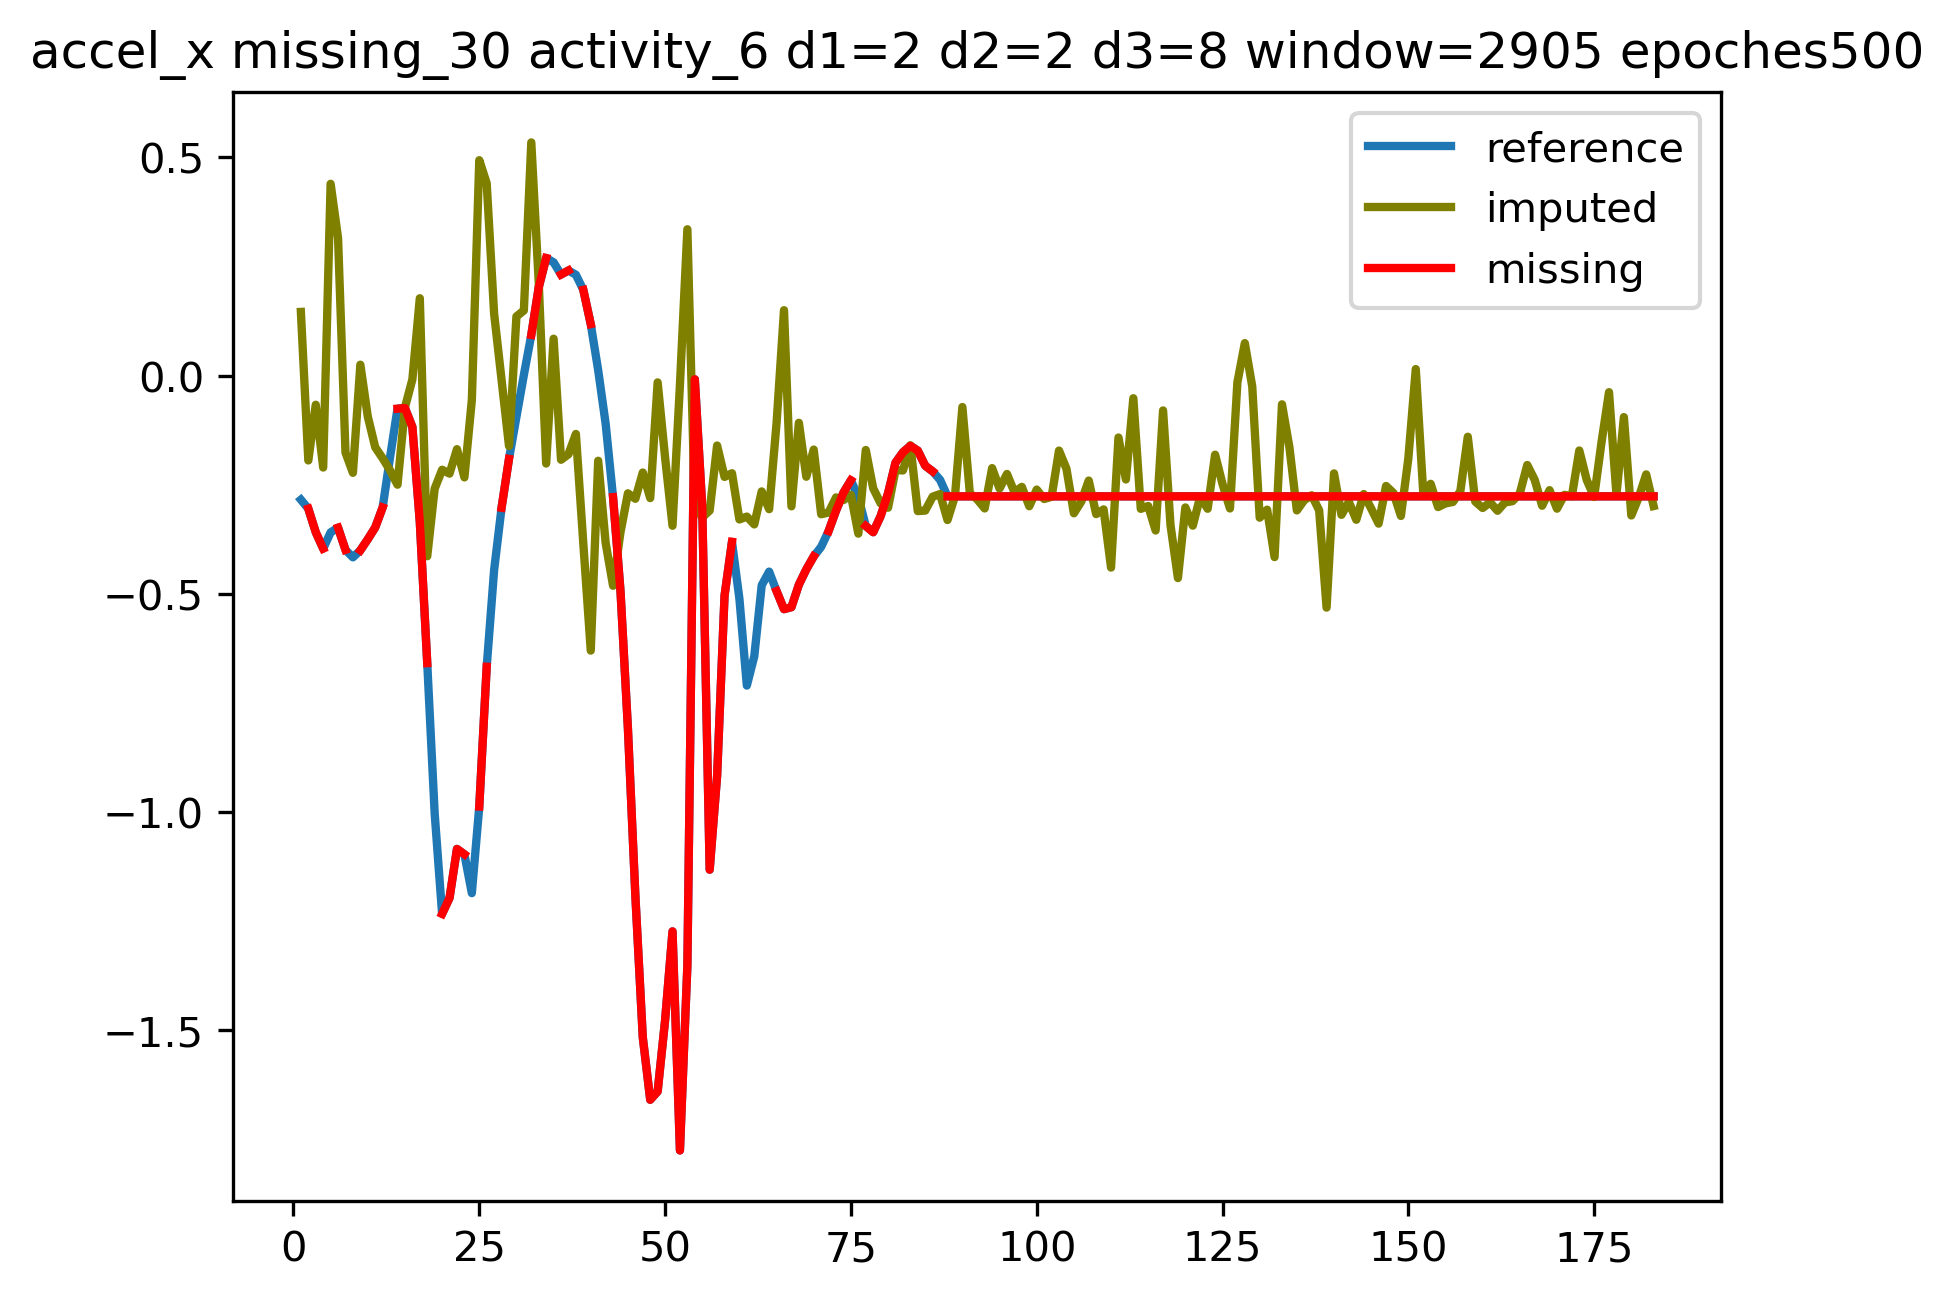 accel_x missing_30 activity_6 d1=2 d2=2 d3=8 window=2905 epoches500
reference
imputed
missing
0.5
0.0
−0.5
−1.0
−1.5
0 25 50 75 100 125 150 175